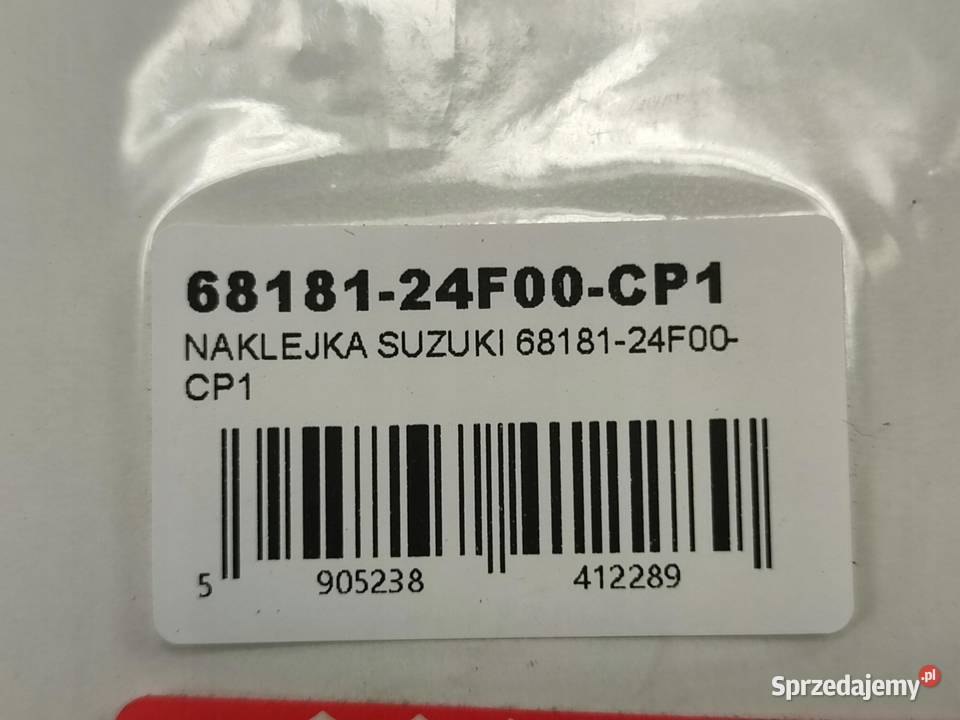 68181-24F00-CP1
NAKLEJKA SUZUKI 68181-24F00-
CP1
5 905238 412289
Sprzedajemy.pl